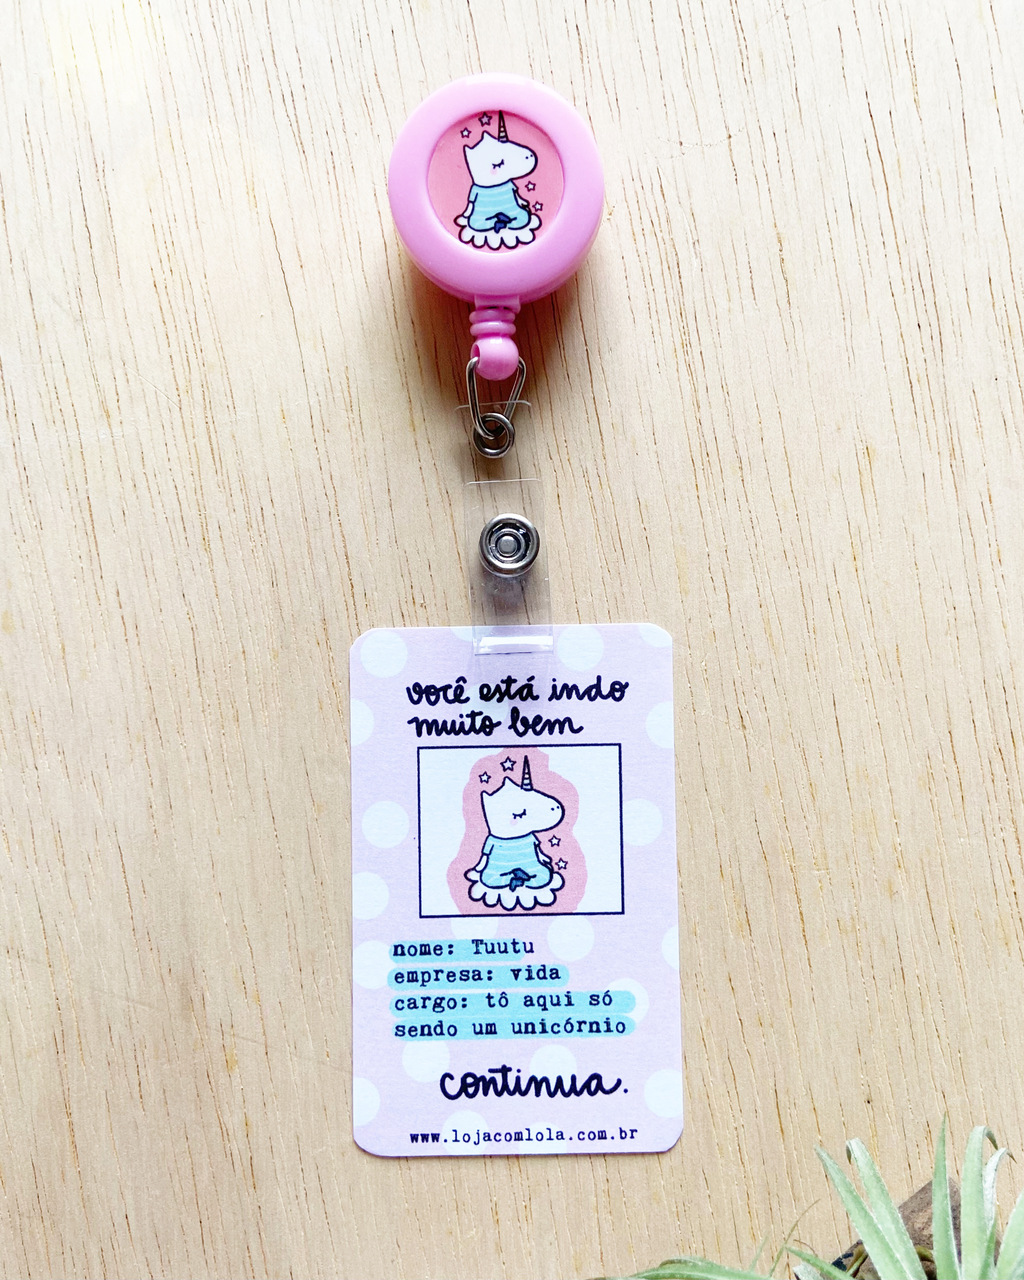 você está indo
muito bem
nome: Tuutu
empresa: vida
cargo: tô aqui só
sendo um unicórnio
continua.
www.lojacomlola.com.br